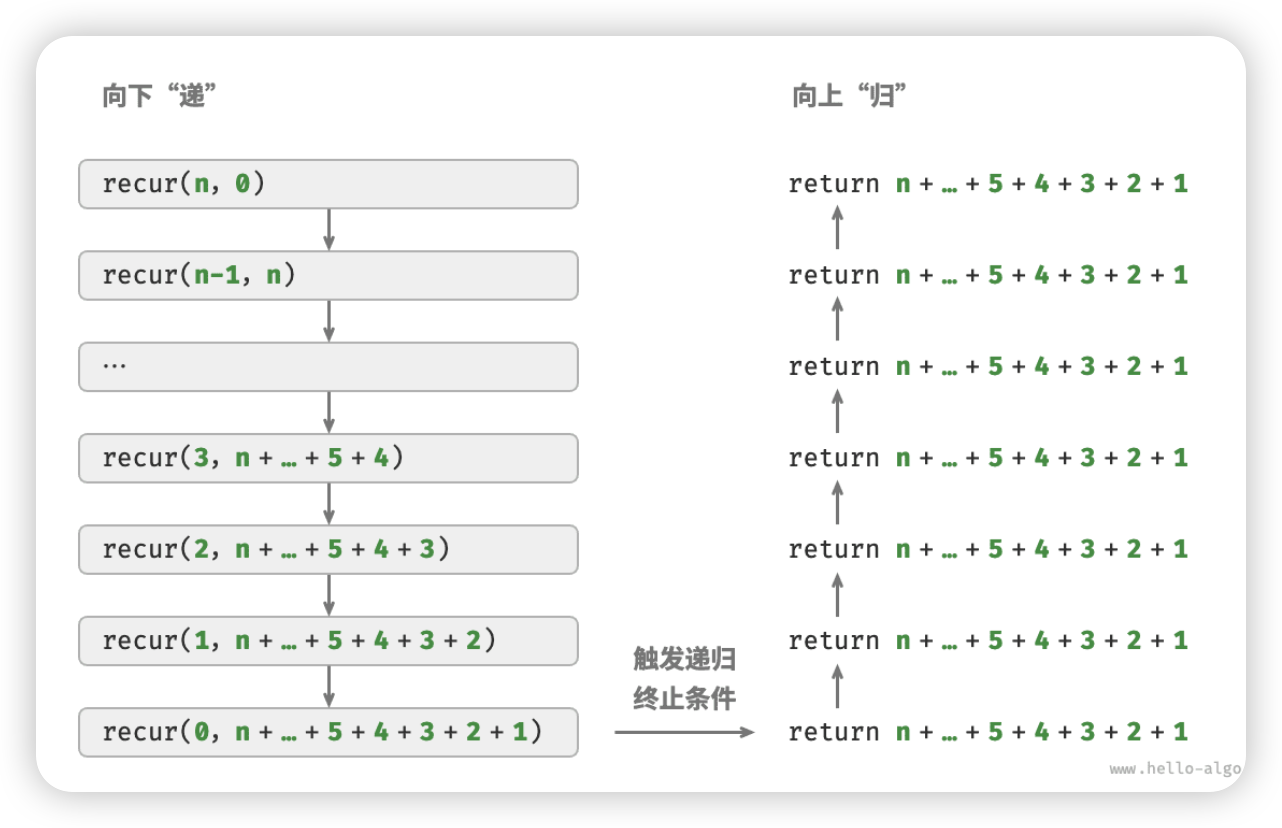 向下“递”
recur(n, 0)
recur(n-1, n)
…
recur(3, n + … + 5 + 4)
recur(2, n + … + 5 + 4 + 3)
recur(1, n + … + 5 + 4 + 3 + 2)
recur(0, n + … + 5 + 4 + 3 + 2 + 1)
触发递归
终止条件
向上“归”
return n + … + 5 + 4 + 3 + 2 + 1
return n + … + 5 + 4 + 3 + 2 + 1
return n + … + 5 + 4 + 3 + 2 + 1
return n + … + 5 + 4 + 3 + 2 + 1
return n + … + 5 + 4 + 3 + 2 + 1
return n + … + 5 + 4 + 3 + 2 + 1
return n + … + 5 + 4 + 3 + 2 + 1
www.hello-algo